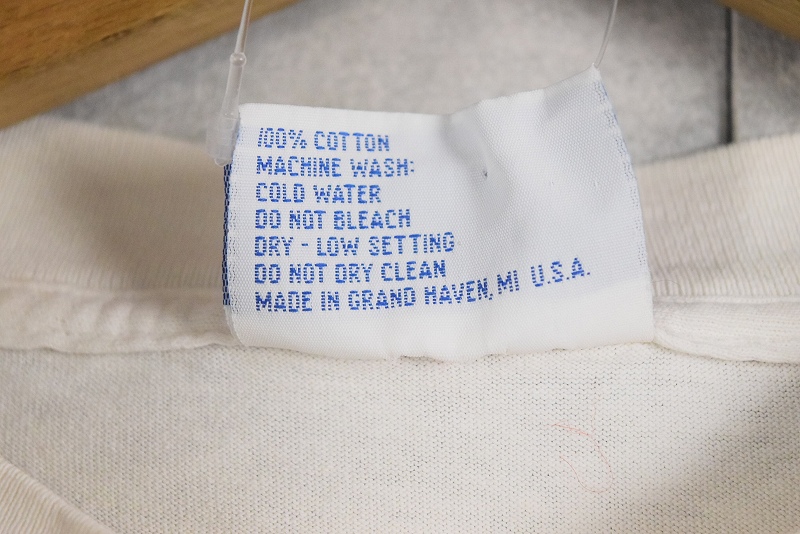 100% COTTON
MACHINE WASH:
COLD WATER
DO NOT BLEACH
DRY - LOW SETTING
DO NOT DRY CLEAN
MADE IN GRAND HAVEN, MI U.S.A.